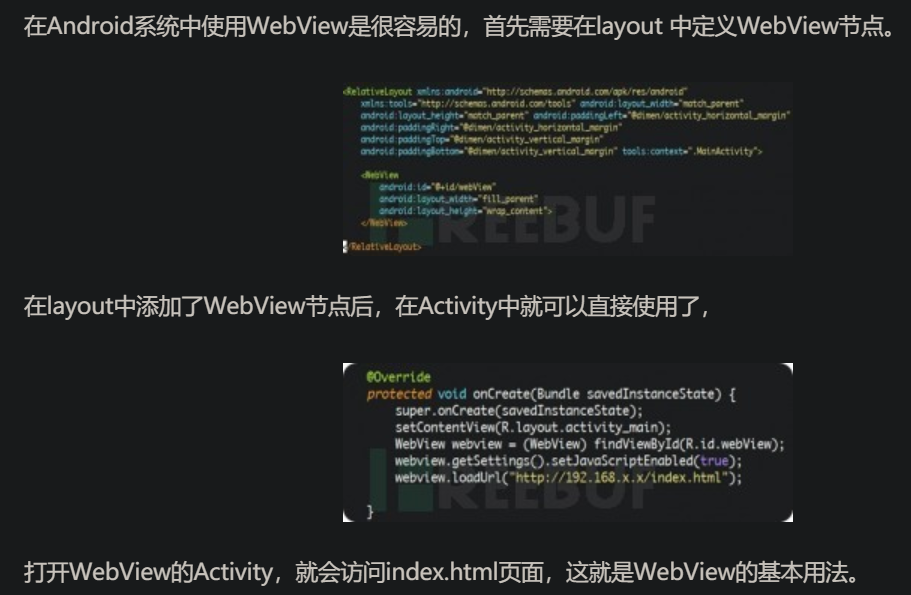 在Android系统中使用WebView是很容易的，首先需要在layout 中定义WebView节点。
<RelativeLayout xmlns:android="http://schemas.android.com/apk/res/android"
xmlns:tools="http://schemas.android.com/tools" android:layout_width="match_parent"
android:layout_height="match_parent" android:paddingLeft="@dimen/activity_horizontal_margin"
android:paddingRight="@dimen/activity_horizontal_margin"
android:paddingTop="@dimen/activity_vertical_margin"
android:paddingBottom="@dimen/activity_vertical_margin" tools:context=".MainActivity">
<WebView
android:id="@+id/webView"
android:layout_width="fill_parent"
android:layout_height="wrap_content">
</WebView>
REEBUF
</RelativeLayout>
在layout中添加了WebView节点后，在Activity中就可以直接使用了，
@Override
protected void onCreate(Bundle savedInstanceState) {
super.onCreate(savedInstanceState);
setContentView(R.layout.activity_main);
WebView webview = (WebView) findViewById(R.id.webView);
webview.getSettings().setJavaScriptEnabled(true);
webview.loadUrl("http://192.168.x.x/index.html");
REEBUF
}
打开WebView的Activity，就会访问index.html页面，这就是WebView的基本用法。